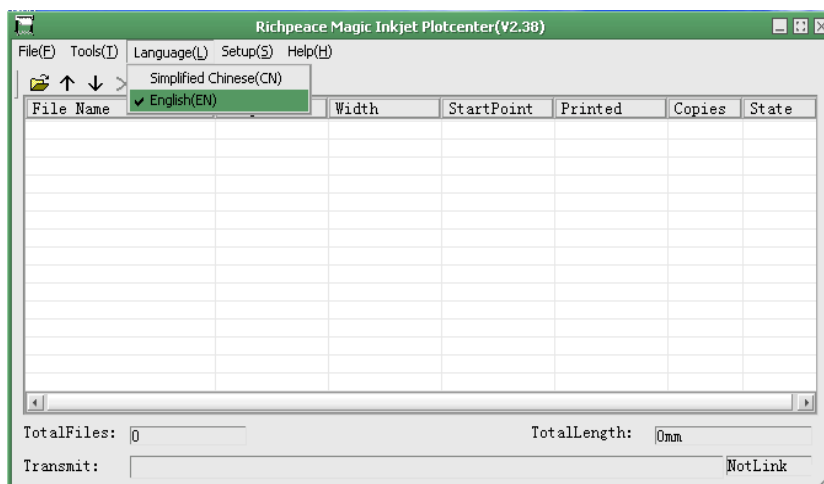 Richpeace Magic Inkjet Plotcenter(V2.38)
File(F) Tools(T) Language(L) Setup(S) Help(H)
Simplified Chinese(CN)
English(EN)
File Name Width StartPoint Printed Copies State
TotalFiles: 0 TotalLength: 0mm
Transmit: NotLink